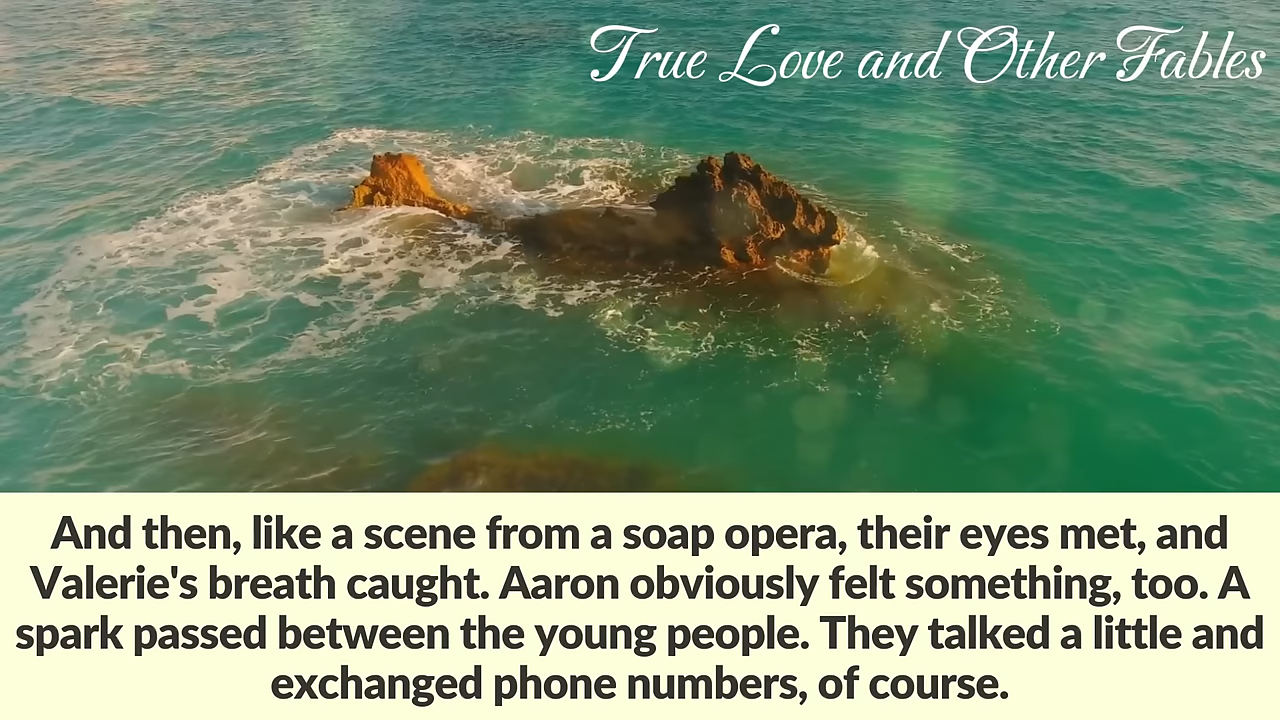 True Love and Other Fables
And then, like a scene from a soap opera, their eyes met, and
Valerie's breath caught. Aaron obviously felt something, too. A
spark passed between the young people. They talked a little and
exchanged phone numbers, of course.